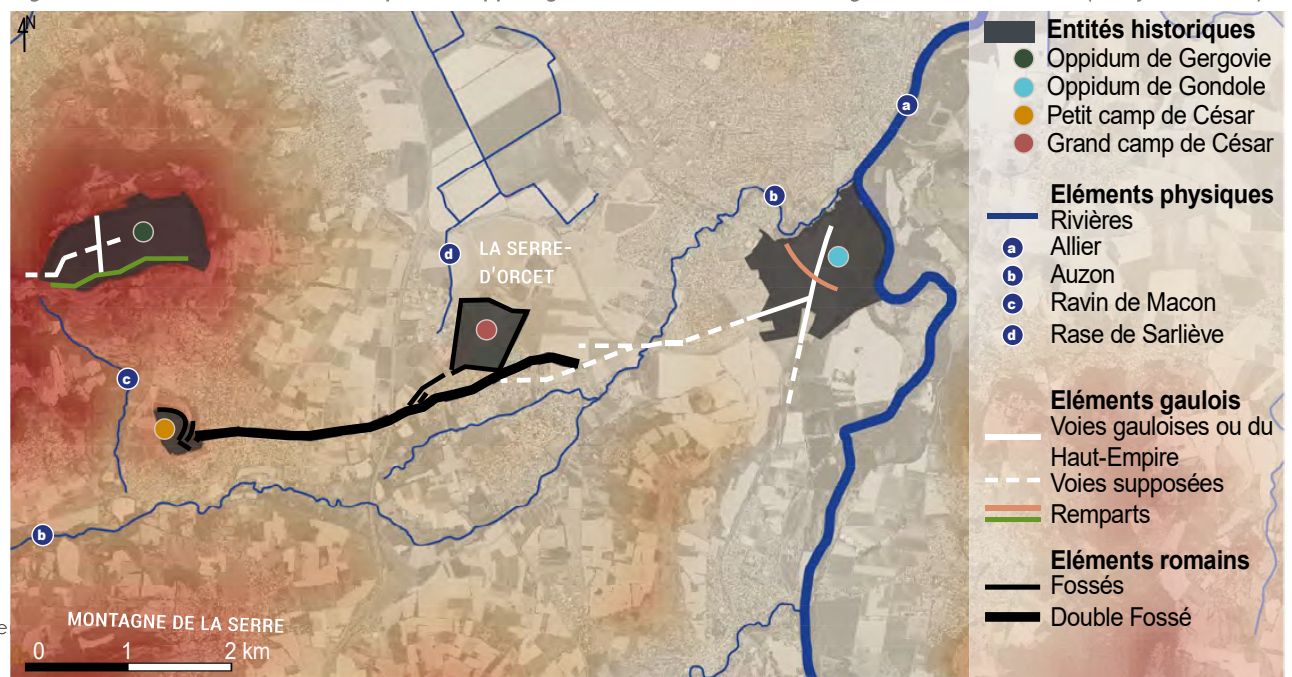 N
LA SERRE-
D'ORCET
a
b
d
c
b
MONTAGNE DE LA SERRE
0 1 2 km
Entités historiques
Oppidum de Gergovie
Oppidum de Gondole
Petit camp de César
Grand camp de César
Eléments physiques
Rivières
a Allier
b Auzon
c Ravin de Macon
d Rase de Sarliève
Eléments gaulois
Voies gauloises ou du
Haut-Empire
Voies supposées
Remparts
Eléments romains
Fossés
Double Fossé